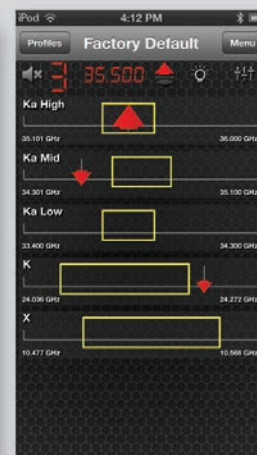 iPod 4:12 PM
Profiles Factory Default Menu
3 35.500
Ka High
35.101 GHz 36.000 GHz
Ka Mid
34.301 GHz 35.100 GHz
Ka Low
33.400 GHz 34.300 GHz
K
24.036 GHz 24.272 GHz
X
10.477 GHz 10.566 GHz